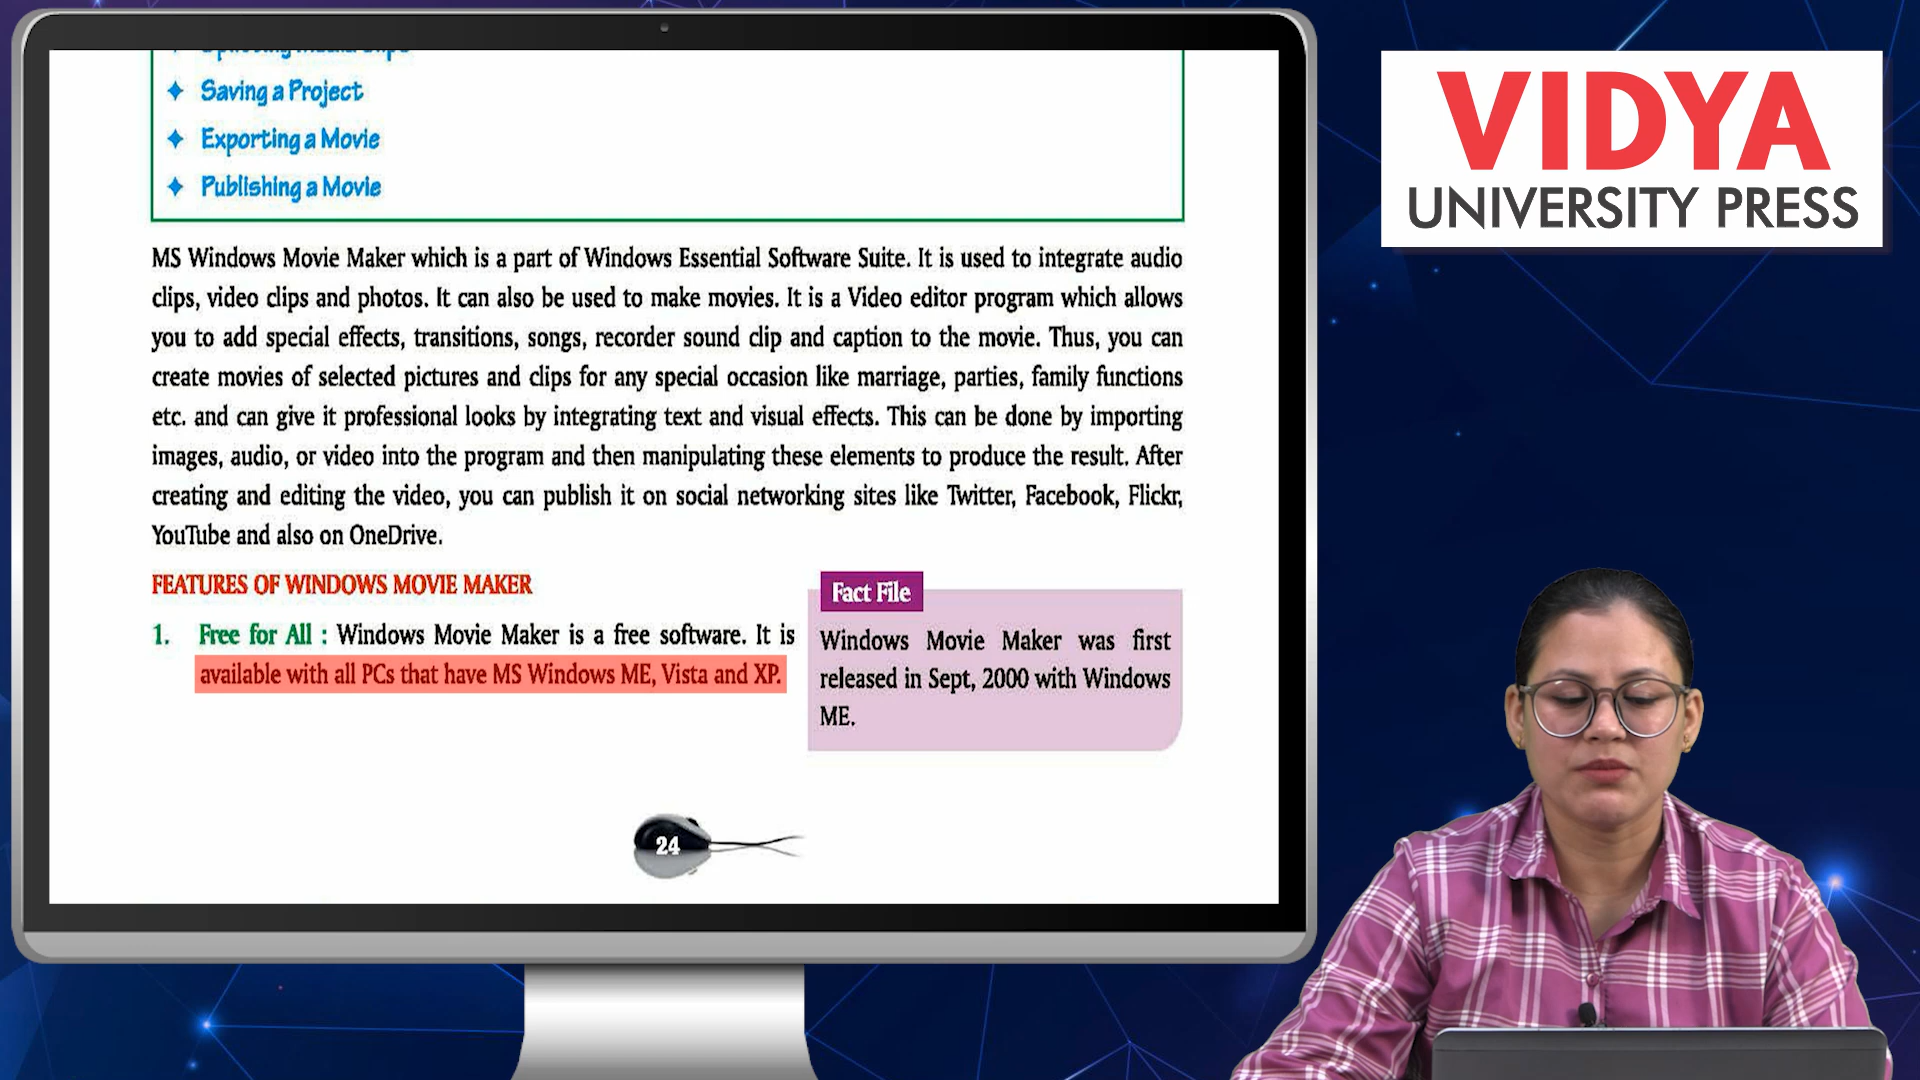 Splitting Media Clips
Saving a Project
Exporting a Movie
Publishing a Movie
MS Windows Movie Maker which is a part of Windows Essential Software Suite. It is used to integrate audio
clips, video clips and photos. It can also be used to make movies. It is a Video editor program which allows
you to add special effects, transitions, songs, recorder sound clip and caption to the movie. Thus, you can
create movies of selected pictures and clips for any special occasion like marriage, parties, family functions
etc. and can give it professional looks by integrating text and visual effects. This can be done by importing
images, audio, or video into the program and then manipulating these elements to produce the result. After
creating and editing the video, you can publish it on social networking sites like Twitter, Facebook, Flickr,
YouTube and also on OneDrive.
FEATURES OF WINDOWS MOVIE MAKER
1. Free for All : Windows Movie Maker is a free software. It is
available with all PCs that have MS Windows ME, Vista and XP.
Fact File
Windows Movie Maker was first
released in Sept, 2000 with Windows
ME.
24
VIDYA
UNIVERSITY PRESS